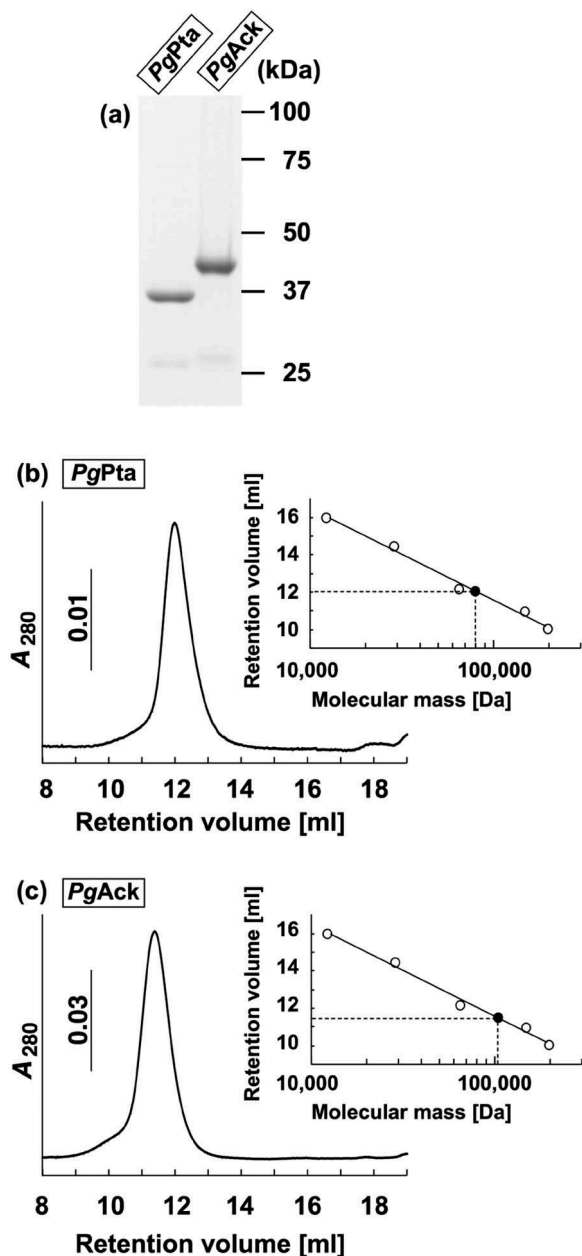 PgPta PgAck (kDa)
(a)
100
75
50
37
25
(b) PgPta
A280
0.01
8 10 12 14 16 18
Retention volume [ml]
Retention volume [ml]
16
14
12
10
10,000 100,000
Molecular mass [Da]
(c) PgAck
A280
0.03
8 10 12 14 16 18
Retention volume [ml]
Retention volume [ml]
16
14
12
10
10,000 100,000
Molecular mass [Da]